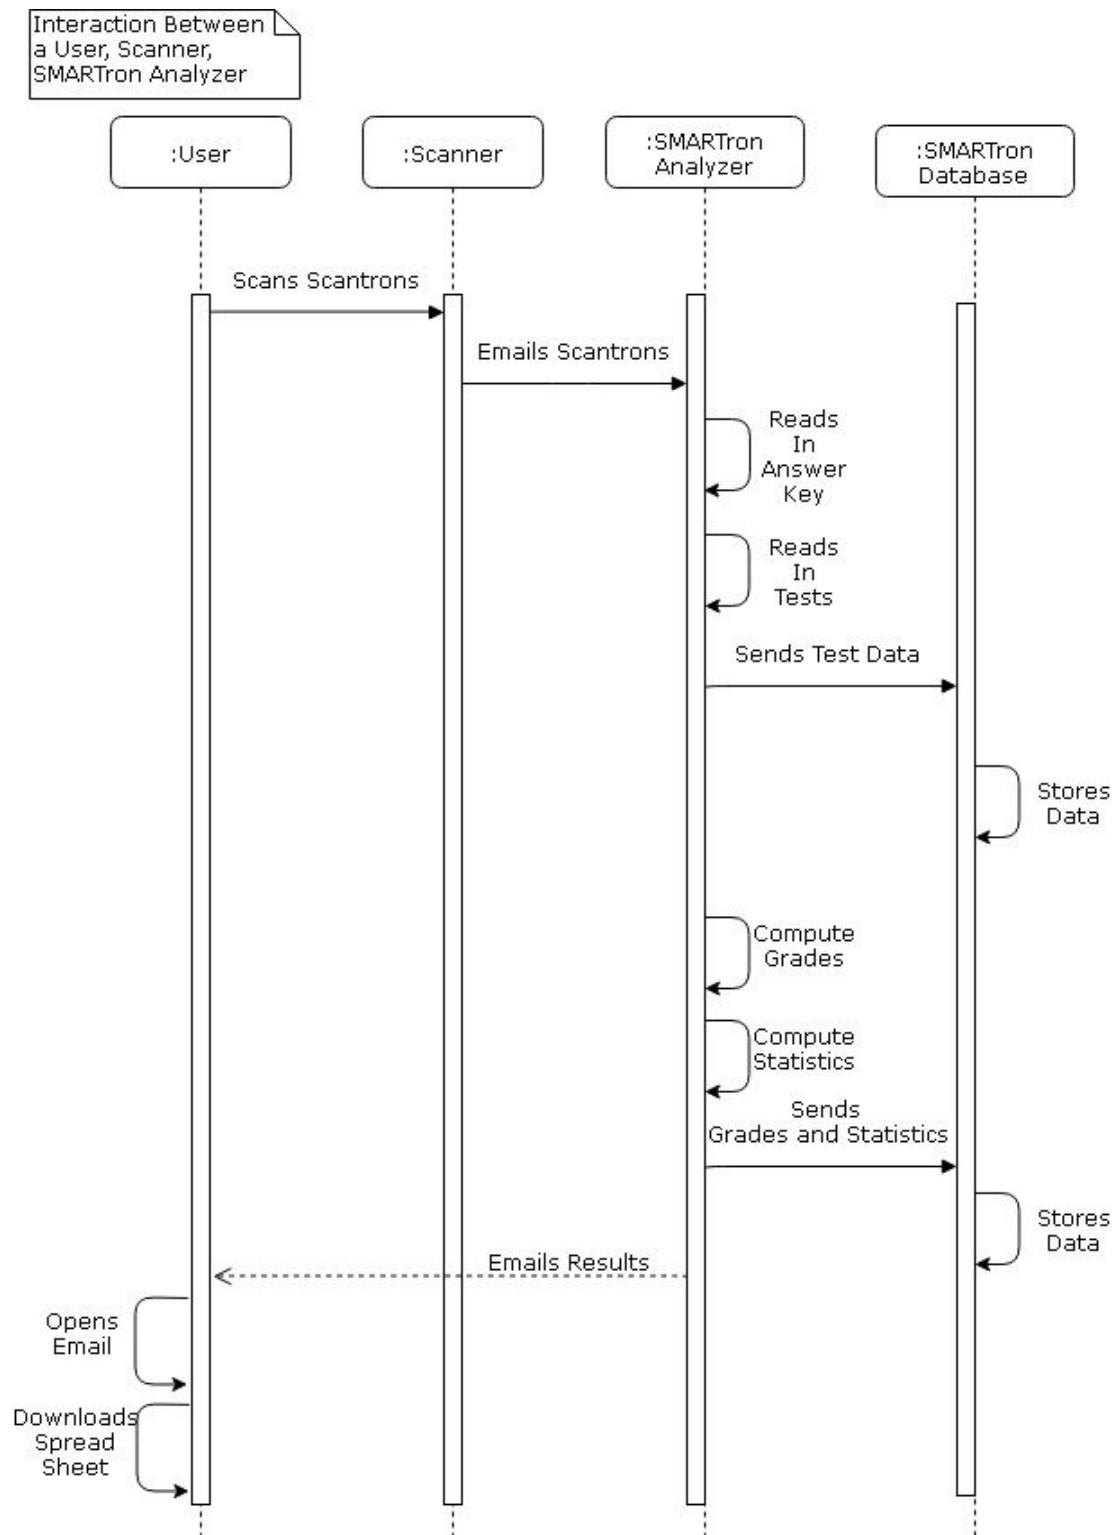 Interaction Between
a User, Scanner,
SMARTron Analyzer
:User
:Scanner
:SMARTron
Analyzer
:SMARTron
Database
Scans Scantrons
Emails Scantrons
Reads
In
Answer
Key
Reads
In
Tests
Sends Test Data
Stores
Data
Compute
Grades
Compute
Statistics
Sends
Grades and Statistics
Stores
Data
Emails Results
Opens
Email
Downloads
Spread
Sheet